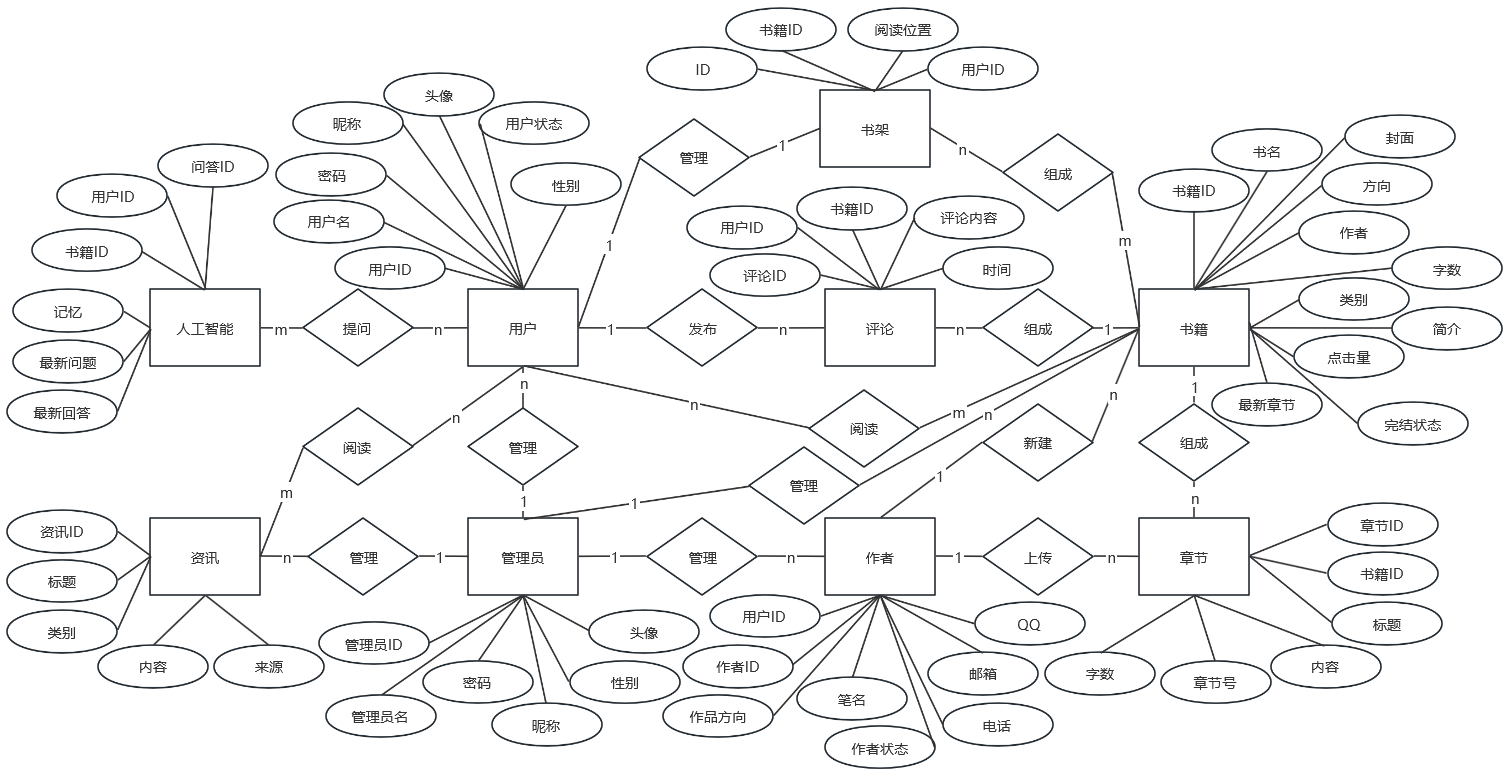 书籍ID
阅读位置
ID
用户ID
书架
头像
昵称
用户状态
密码
性别
用户名
用户ID
问答ID
用户ID
书籍ID
记忆
最新问题
最新回答
人工智能
m
提问
n
用户
1
管理
1
n
组成
m
用户ID
书籍ID
评论内容
评论ID
时间
1
发布
n
评论
n
组成
1
书籍
书籍ID
书名
封面
方向
作者
字数
类别
简介
点击量
最新章节
完结状态
n
阅读
m
n
管理
1
n
阅读
m
1
管理
n
1
新建
n
1
组成
n
资讯ID
标题
类别
内容
来源
资讯
n
管理
1
管理员
1
管理
n
作者
1
上传
n
章节
管理员ID
管理员名
密码
昵称
性别
头像
用户ID
作者ID
作品方向
笔名
作者状态
电话
邮箱
QQ
章节ID
书籍ID
标题
内容
章节号
字数